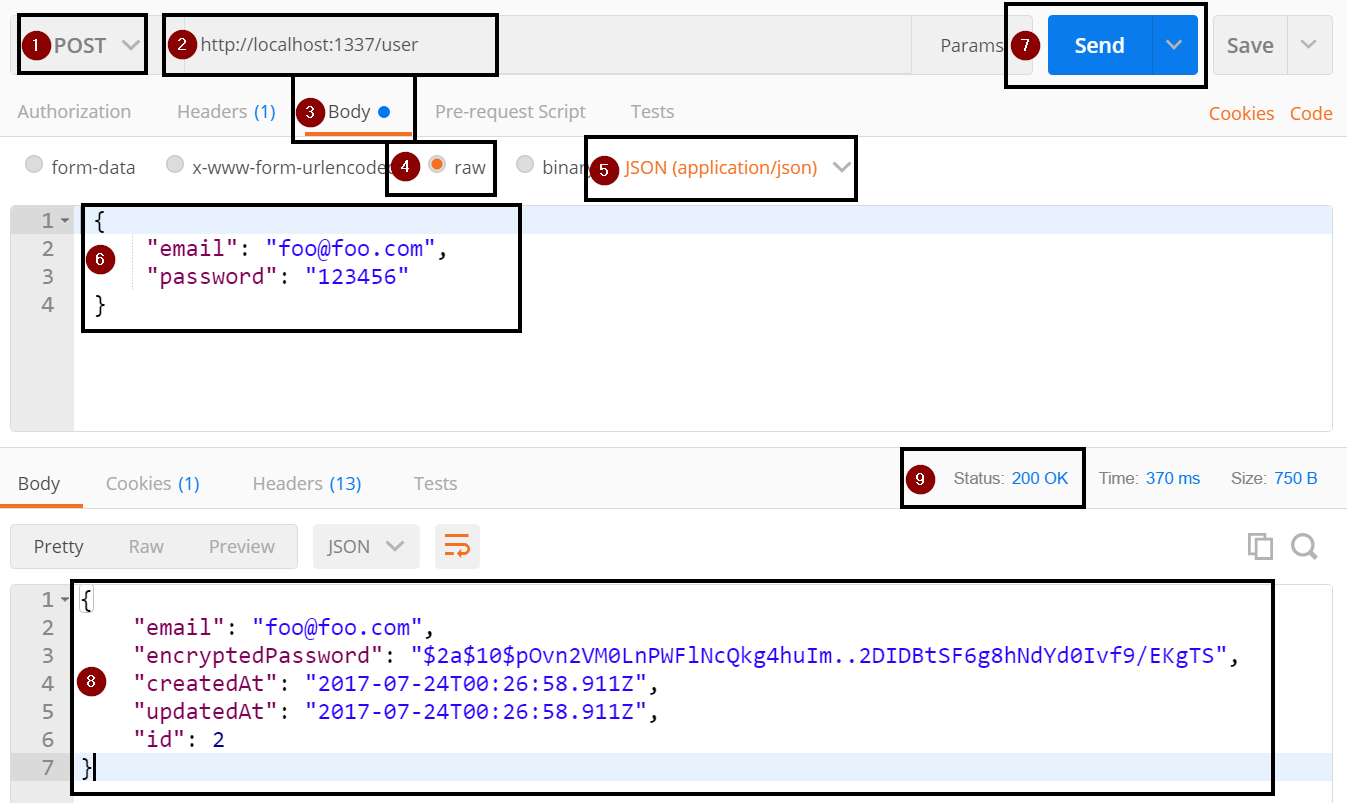 1 POST 2 http://localhost:1337/user Params 7 Send Save
Authorization Headers (1) 3 Body Pre-request Script Tests Cookies Code
form-data x-www-form-urlencoded 4 raw binary 5 JSON (application/json)
1 {
2 "email": "foo@foo.com",
6
3 "password": "123456"
4 }
Body Cookies (1) Headers (13) Tests 9 Status: 200 OK Time: 370 ms Size: 750 B
Pretty Raw Preview JSON
1 {
2 "email": "foo@foo.com",
3 "encryptedPassword": "$2a$10$pOvn2VM0LnPWFlNcQkg4huIm..2DIDBtSF6g8hNdYd0Ivf9/EKgTS",
8
4 "createdAt": "2017-07-24T00:26:58.911Z",
5 "updatedAt": "2017-07-24T00:26:58.911Z",
6 "id": 2
7 }